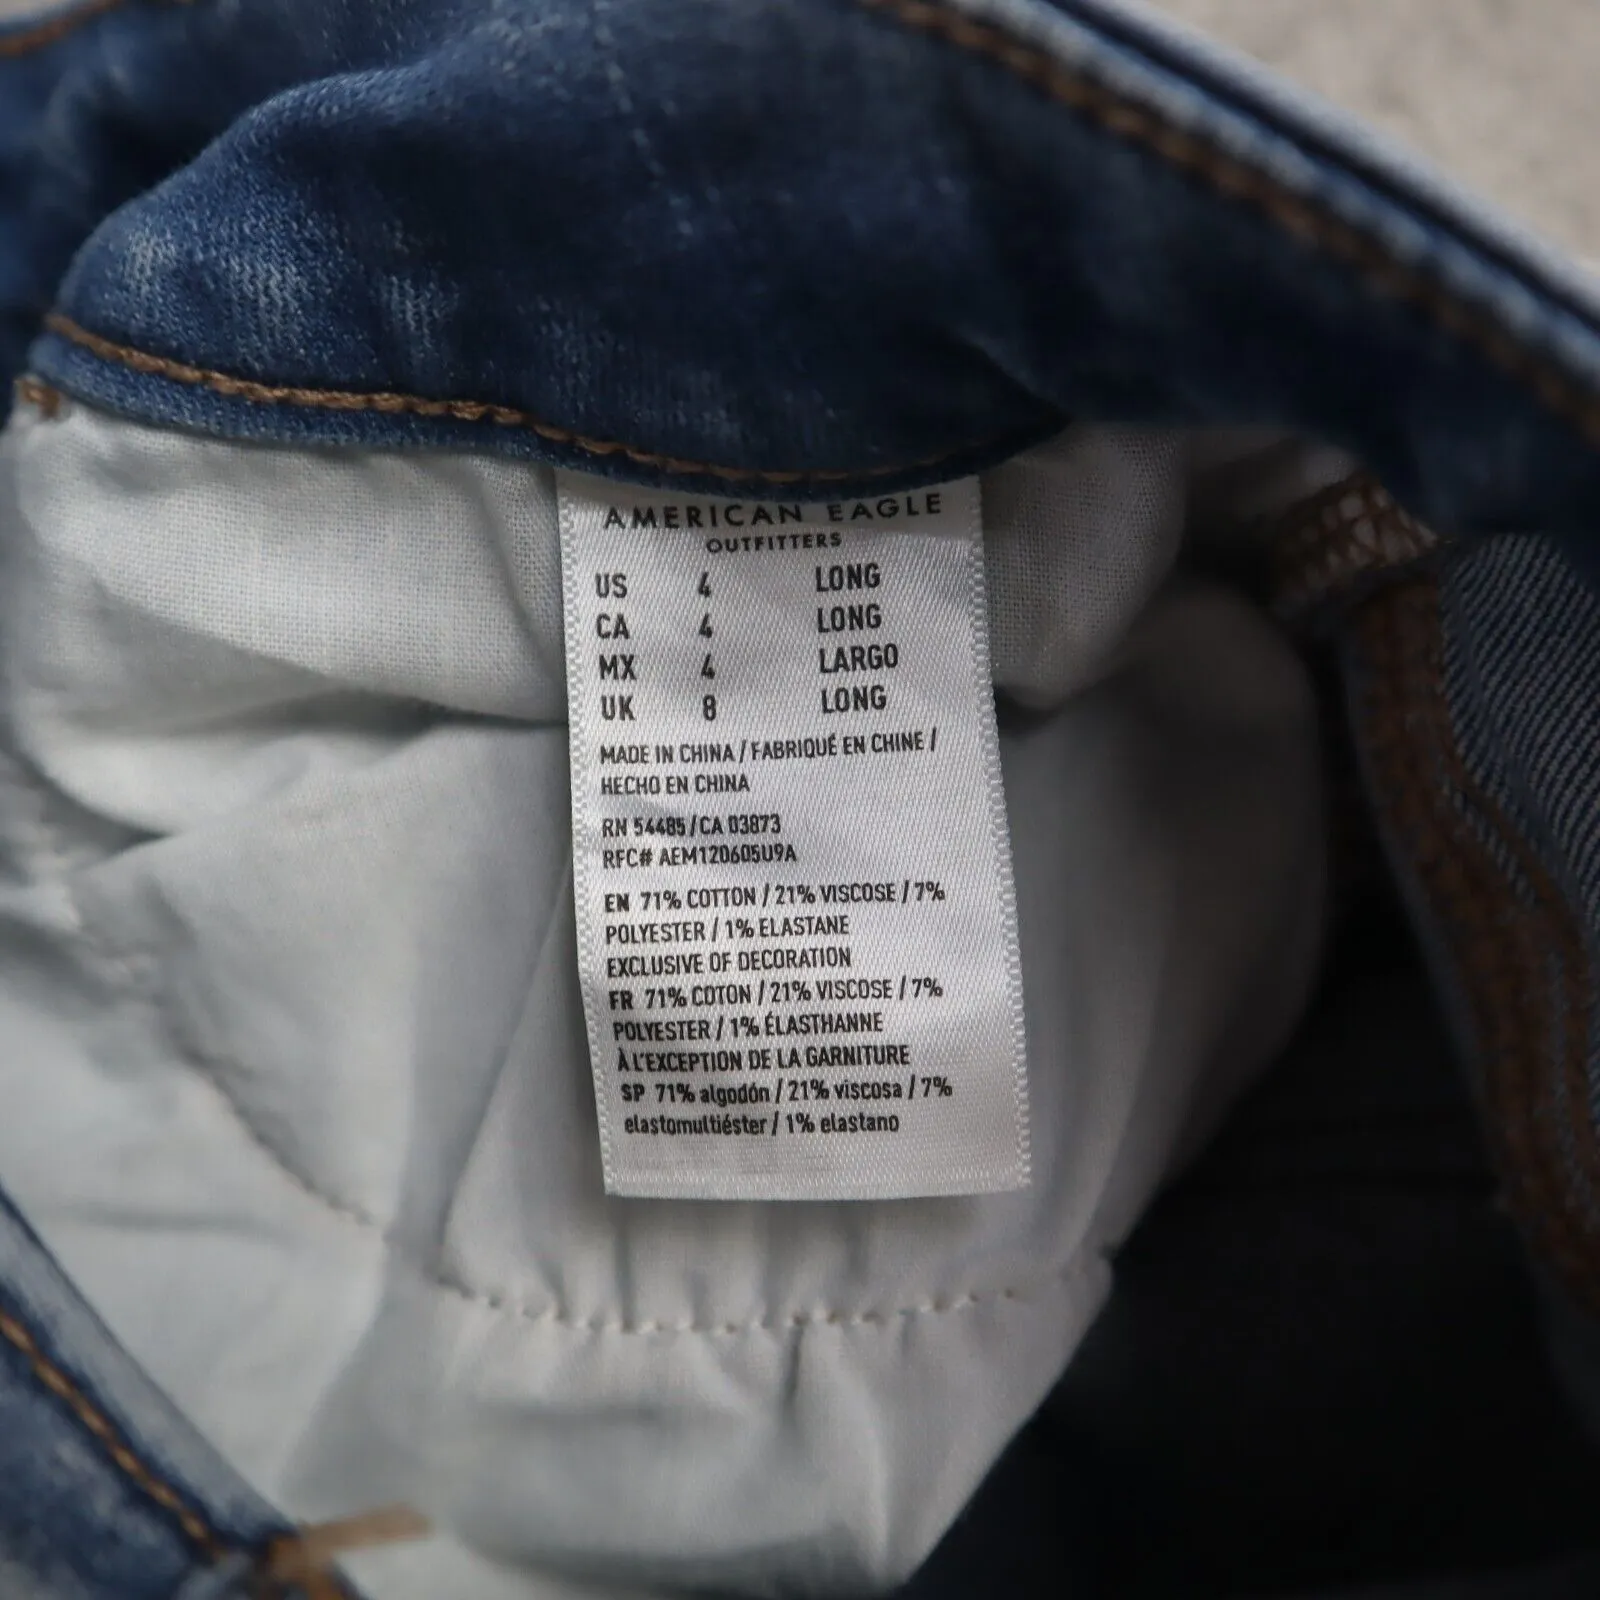 AMERICAN EAGLE
OUTFITTERS
US 4 LONG
CA 4 LONG
MX 4 LARGO
UK 8 LONG
MADE IN CHINA / FABRIQUÉ EN CHINE /
HECHO EN CHINA
RN 54485 / CA 03873
RFC# AEM120605U9A
EN 71% COTTON / 21% VISCOSE / 7%
POLYESTER / 1% ELASTANE
EXCLUSIVE OF DECORATION
FR 71% COTON / 21% VISCOSE / 7%
POLYESTER / 1% ÉLASTHANNE
À L'EXCEPTION DE LA GARNITURE
SP 71% algodón / 21% viscosa / 7%
elastomultiéster / 1% elastano